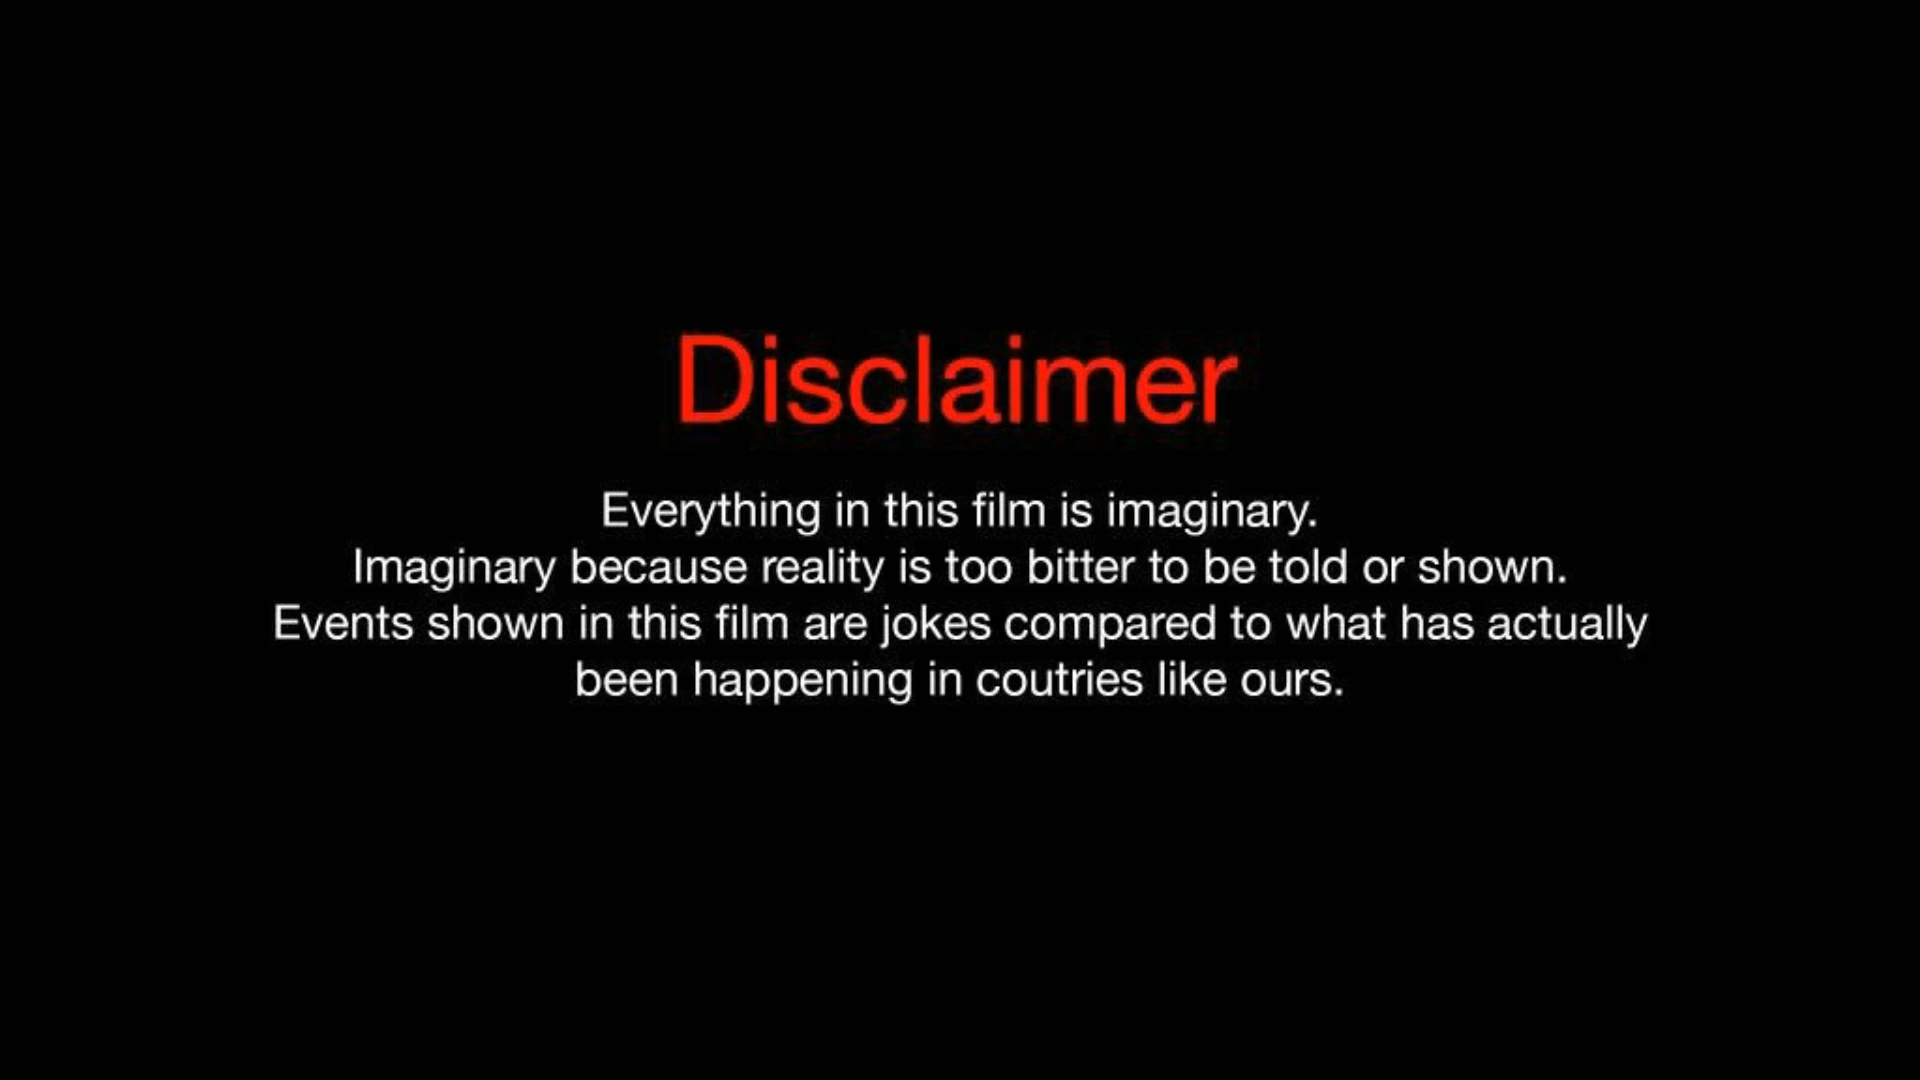 Disclaimer
Everything in this film is imaginary.
Imaginary because reality is too bitter to be told or shown.
Events shown in this film are jokes compared to what has actually
been happening in coutries like ours.